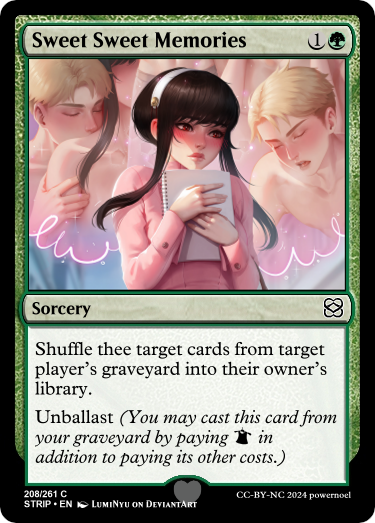 Sweet Sweet Memories 1
Sorcery
Shuffle thee target cards from target
player's graveyard into their owner's
library.
Unballast (You may cast this card from
your graveyard by paying in
addition to paying its other costs.)
208/261 C
STRIP • EN LumiNyu on DeviantArt
CC-BY-NC 2024 powernoel